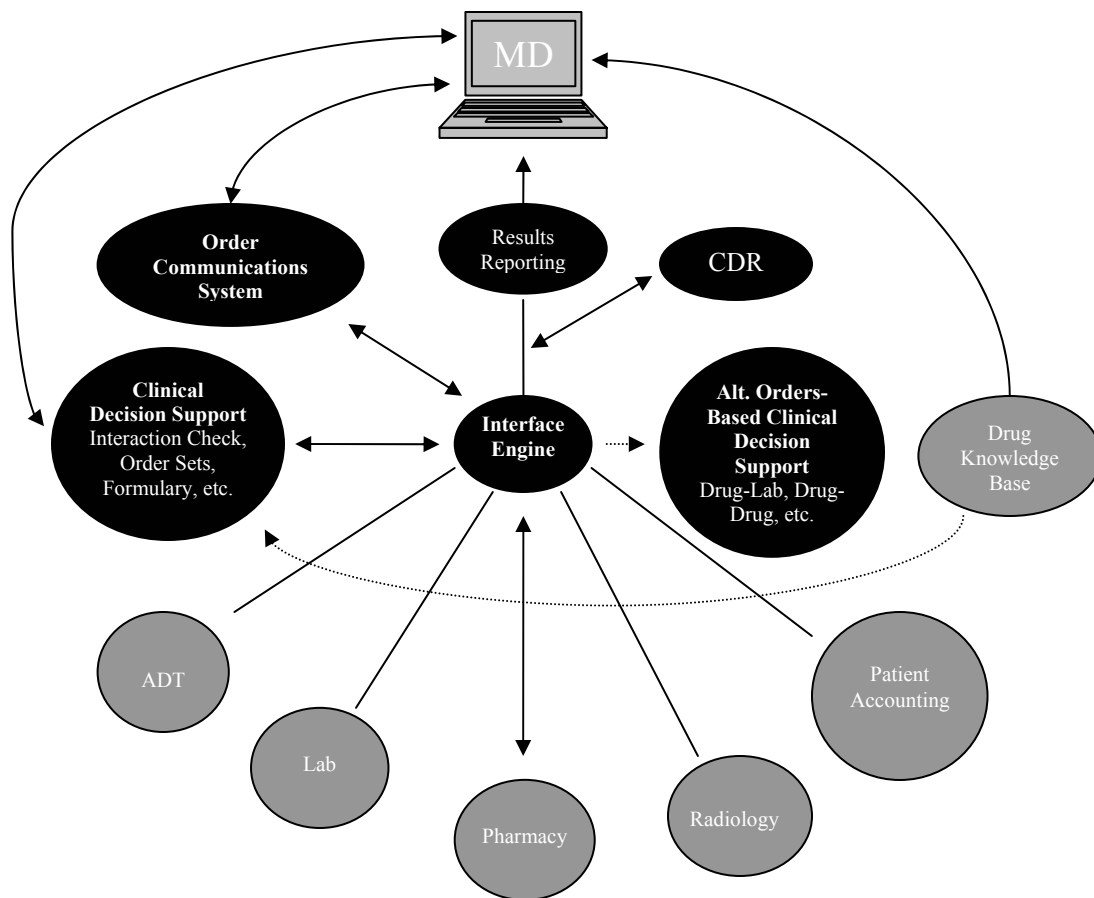 MD
Order
Communications
System
Results
Reporting
CDR
Clinical
Decision Support
Interaction Check,
Order Sets,
Formulary, etc.
Interface
Engine
Alt. Orders-
Based Clinical
Decision
Support
Drug-Lab, Drug-
Drug, etc.
Drug
Knowledge
Base
ADT
Lab
Pharmacy
Radiology
Patient
Accounting